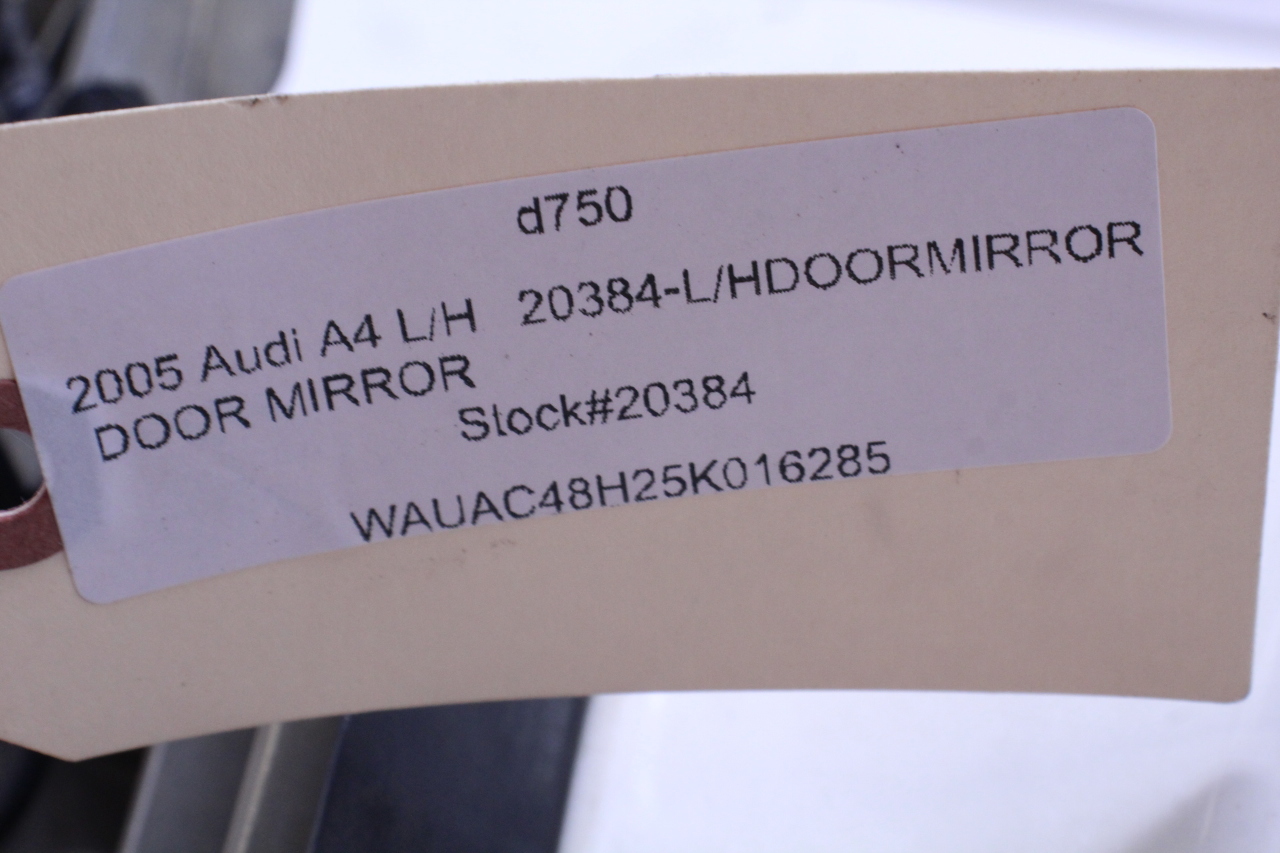 d750
2005 Audi A4 L/H 20384-L/HDOORMIRROR
DOOR MIRROR
Stock#20384
WAUAC48H25K016285